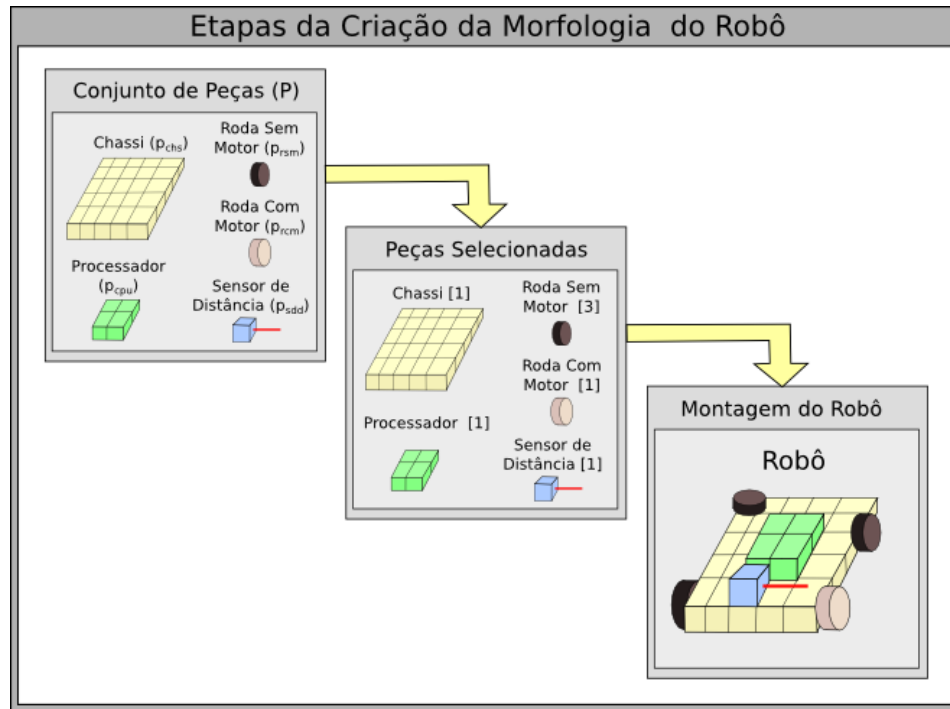 Etapas da Criação da Morfologia do Robô
Conjunto de Peças (P)
Chassi (pchs)
Roda Sem
Motor (prsm)
Roda Com
Motor (prcm)
Processador
(pcpu)
Sensor de
Distância (psdd)
Peças Selecionadas
Chassi [1]
Roda Sem
Motor [3]
Roda Com
Motor [1]
Processador [1]
Sensor de
Distância [1]
Montagem do Robô
Robô